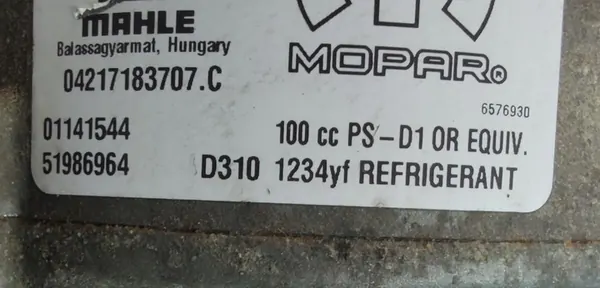 MAHLE
Balassagyarmat, Hungary
04217183707.C
MOPAR®
6576930
01141544
100 cc PS-D1 OR EQUIV.
51986964
D310 1234yf REFRIGERANT